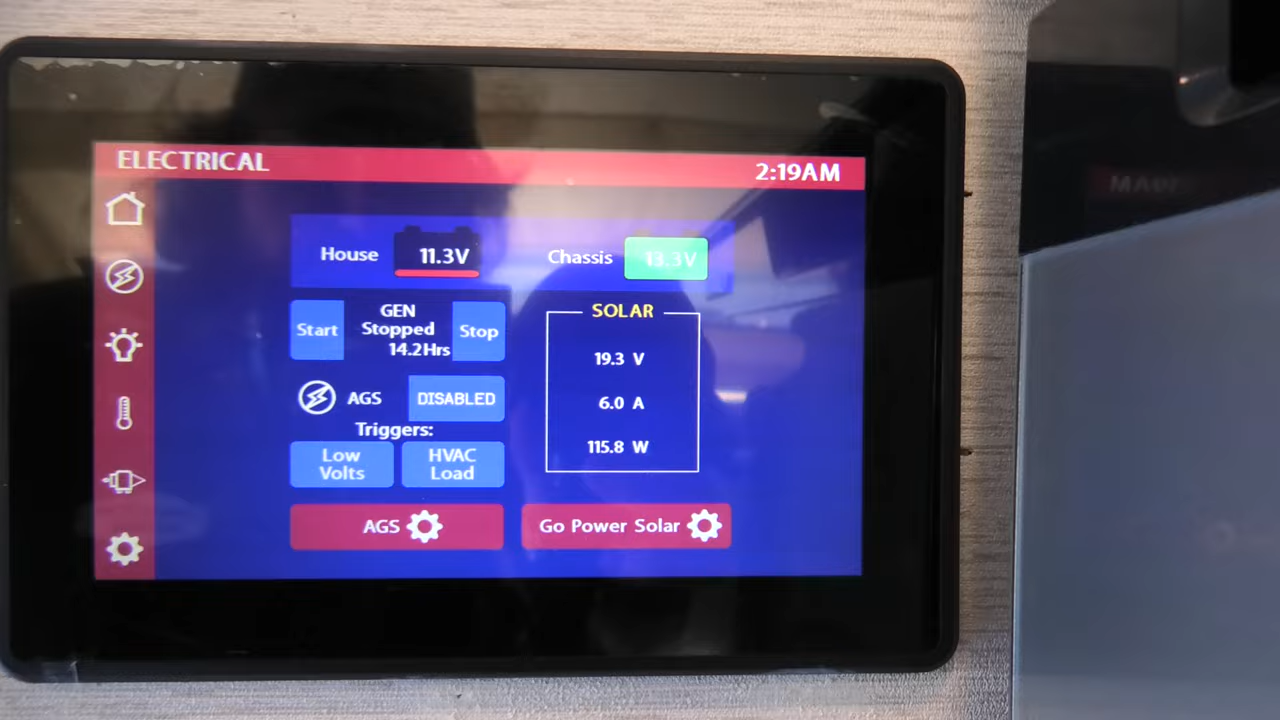 ELECTRICAL
2:19AM
House 11.3V
Chassis 13.3V
Start
GEN
Stopped
14.2Hrs
Stop
AGS DISABLED
Triggers:
Low
Volts
HVAC
Load
SOLAR
19.3 V
6.0 A
115.8 W
AGS
Go Power Solar